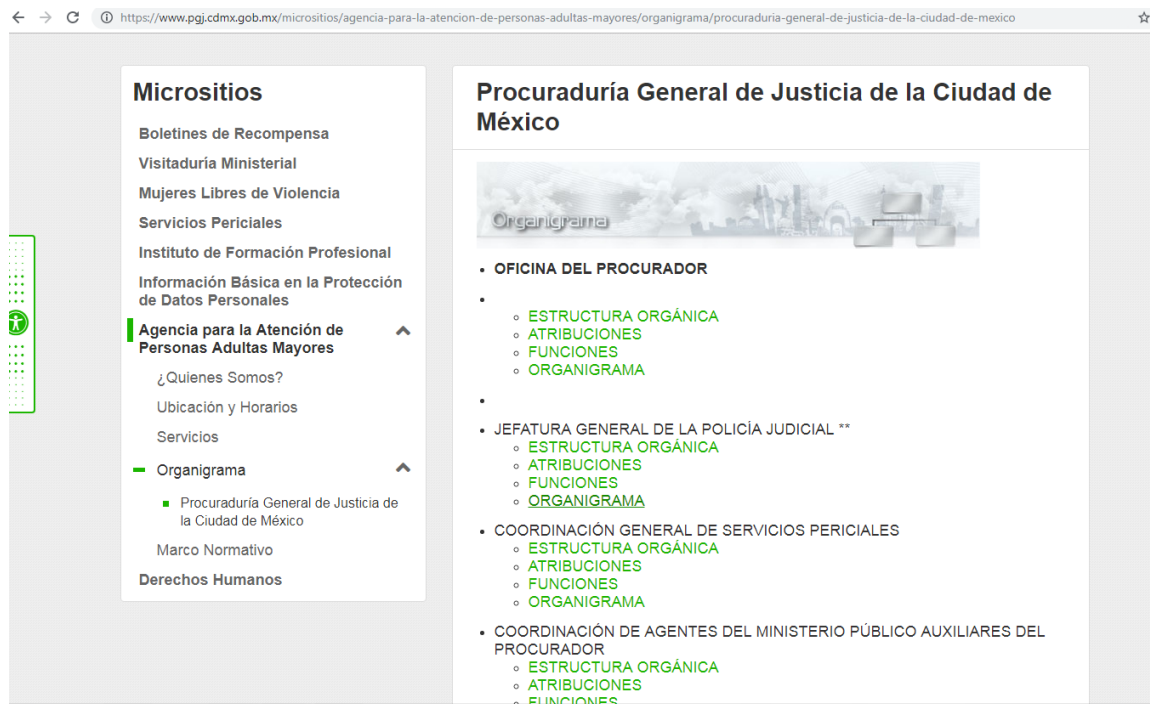 https://www.pgj.cdmx.gob.mx/micrositios/agencia-para-la-atencion-de-personas-adultas-mayores/organigrama/procuraduria-general-de-justicia-de-la-ciudad-de-mexico
Micrositios
Boletines de Recompensa
Visitaduría Ministerial
Mujeres Libres de Violencia
Servicios Periciales
Instituto de Formación Profesional
Información Básica en la Protección
de Datos Personales
Agencia para la Atención de
Personas Adultas Mayores
¿Quienes Somos?
Ubicación y Horarios
Servicios
Organigrama
Procuraduría General de Justicia de
la Ciudad de México
Marco Normativo
Derechos Humanos
Procuraduría General de Justicia de la Ciudad de
México
Organigrama
OFICINA DEL PROCURADOR
ESTRUCTURA ORGÁNICA
ATRIBUCIONES
FUNCIONES
ORGANIGRAMA
JEFATURA GENERAL DE LA POLICÍA JUDICIAL **
ESTRUCTURA ORGÁNICA
ATRIBUCIONES
FUNCIONES
ORGANIGRAMA
COORDINACIÓN GENERAL DE SERVICIOS PERICIALES
ESTRUCTURA ORGÁNICA
ATRIBUCIONES
FUNCIONES
ORGANIGRAMA
COORDINACIÓN DE AGENTES DEL MINISTERIO PÚBLICO AUXILIARES DEL
PROCURADOR
ESTRUCTURA ORGÁNICA
ATRIBUCIONES
FUNCIONES